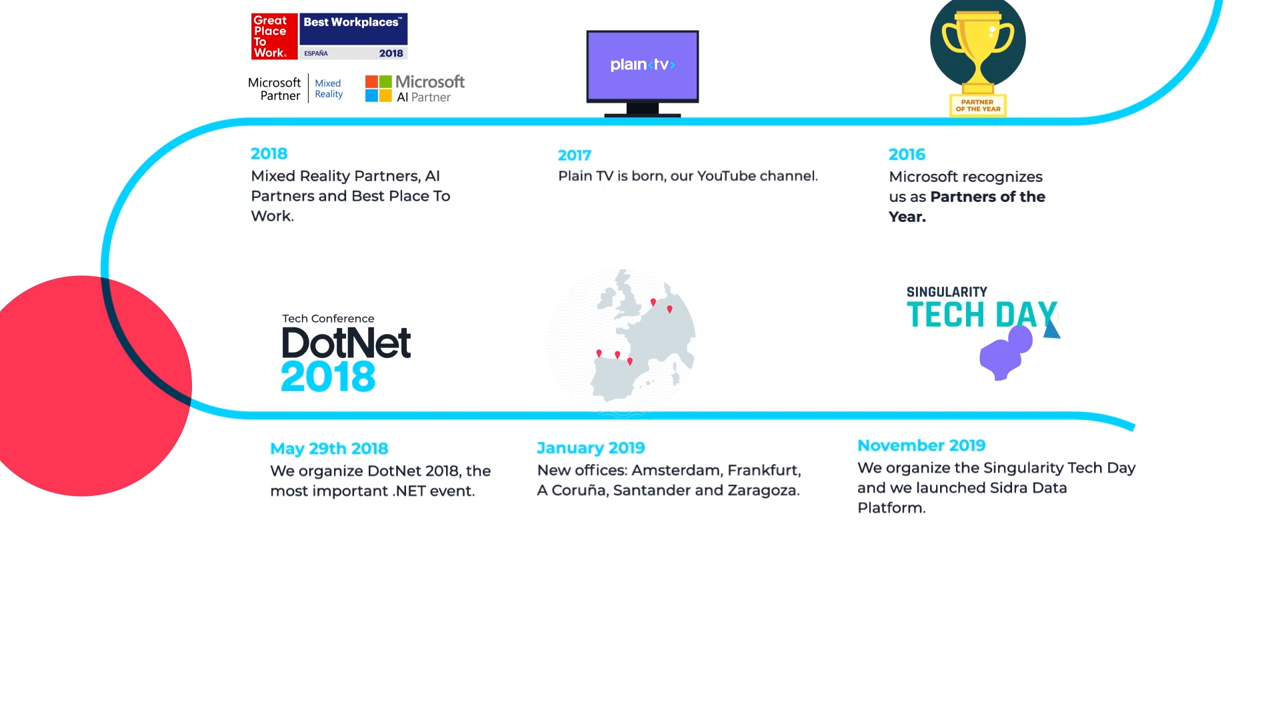 Great
Place
To
Work.
Best Workplaces™
ESPAÑA
2018
Microsoft
Partner
Mixed
Reality
Microsoft
AI Partner
plain<tv>
PARTNER
OF THE YEAR
2018
Mixed Reality Partners, AI
Partners and Best Place To
Work.
2017
Plain TV is born, our YouTube channel.
2016
Microsoft recognizes
us as Partners of the
Year.
Tech Conference
DotNet
2018
SINGULARITY
TECH DAY
May 29th 2018
We organize DotNet 2018, the
most important .NET event.
January 2019
New offices: Amsterdam, Frankfurt,
A Coruña, Santander and Zaragoza.
November 2019
We organize the Singularity Tech Day
and we launched Sidra Data
Platform.